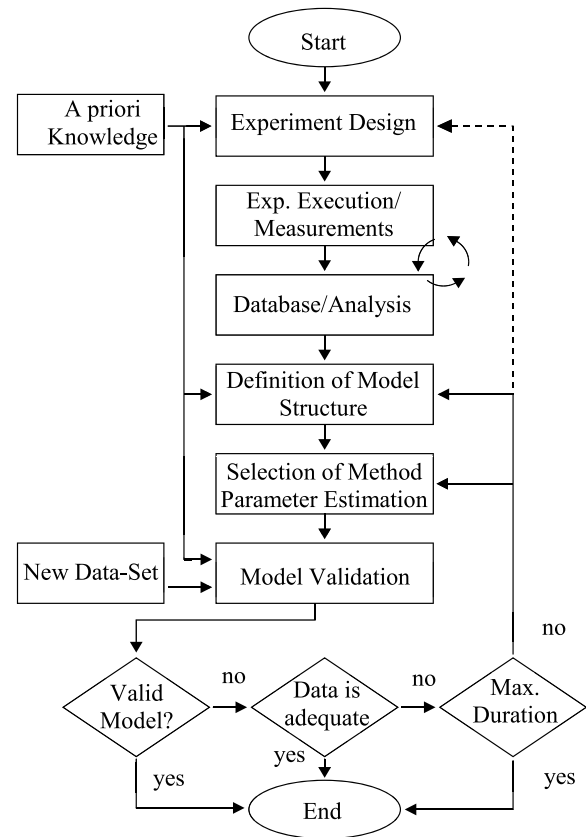 Start
A priori
Knowledge
Experiment Design
Exp. Execution/
Measurements
Database/Analysis
Definition of Model
Structure
Selection of Method
Parameter Estimation
New Data-Set
Model Validation
no
Valid
Model?
no
Data is
adequate
no
Max.
Duration
yes
yes
yes
End